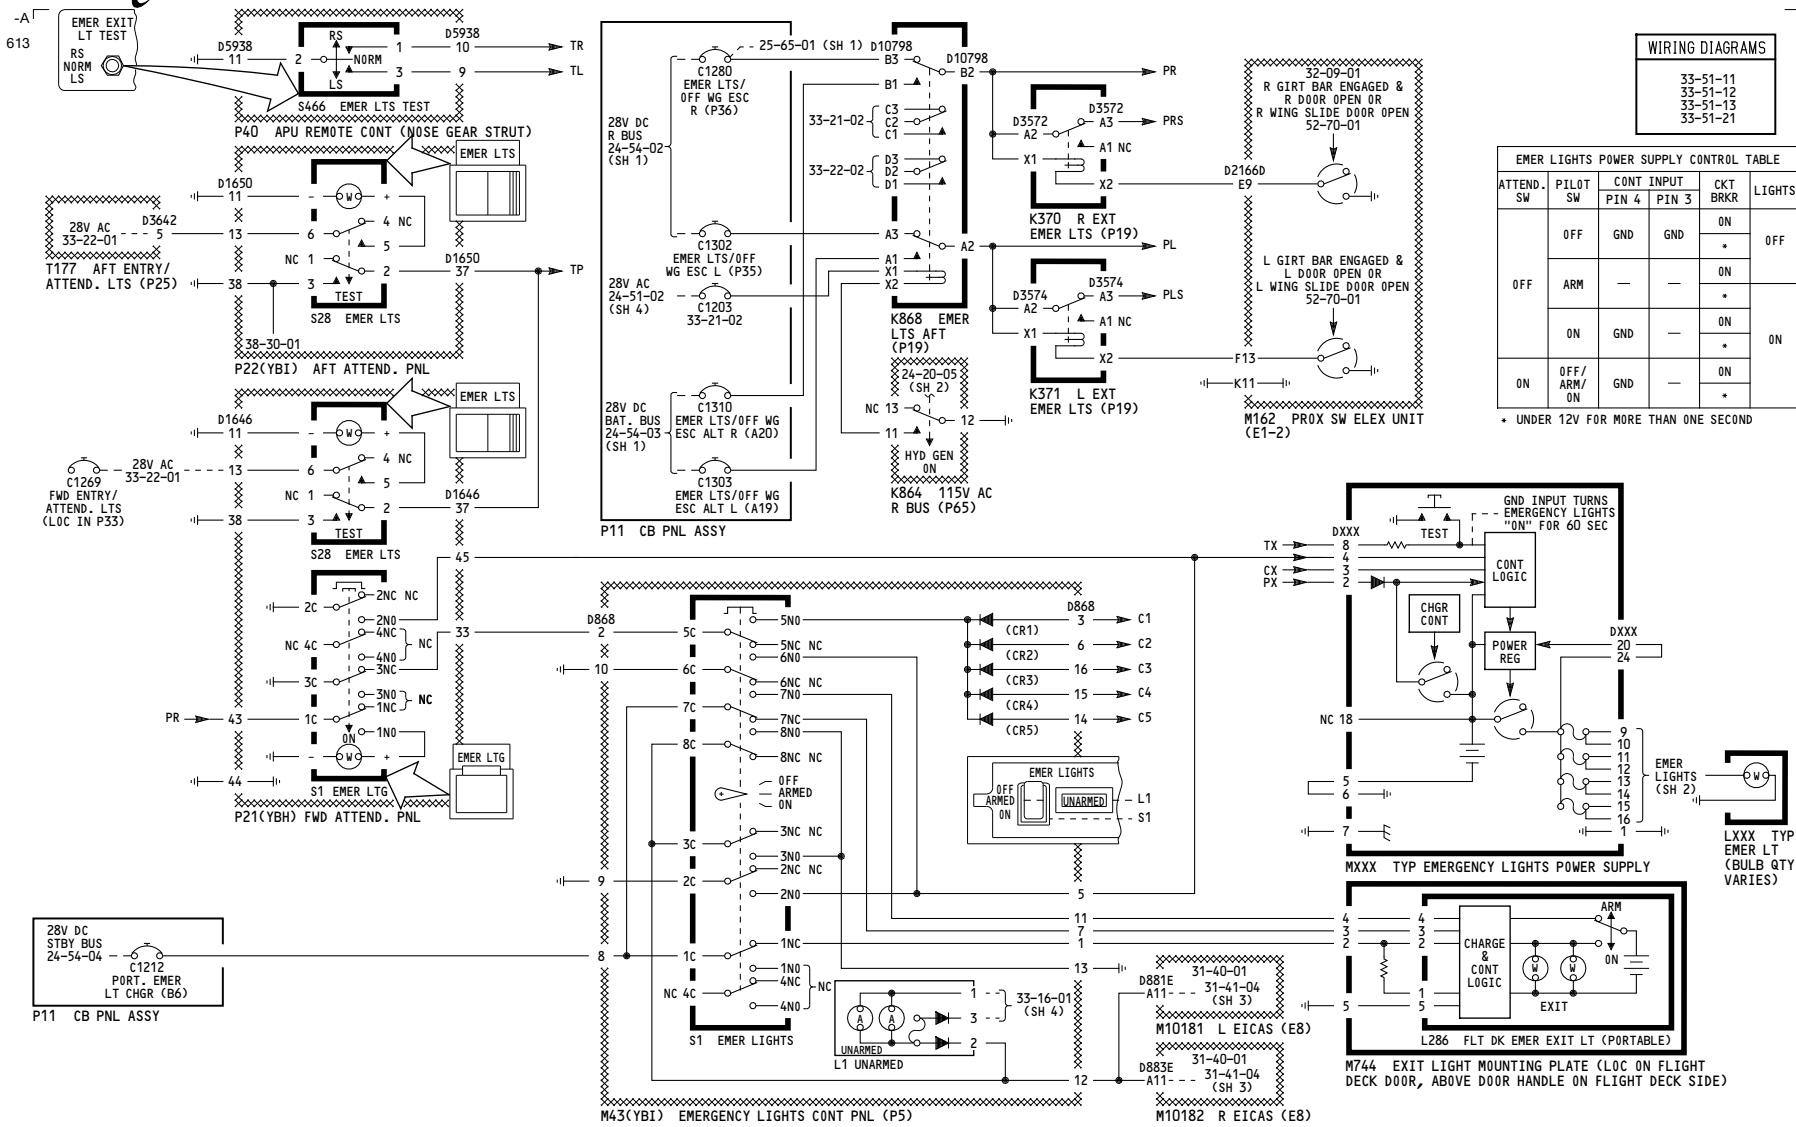 -A
613
EMER EXIT
LT TEST
RS
NORM
LS
D5938
11
2
RS
NORM
LS
1
3
D5938
10
9
TR
TL
S466 EMER LTS TEST
P40 APU REMOTE CONT (NOSE GEAR STRUT)
EMER LTS
D1650
11
- W +
4 NC
5
6
13
NC 1
2
3
TEST
38
D1650
37
TP
S28 EMER LTS
38-30-01
P22(YBI) AFT ATTEND. PNL
28V AC
33-22-01
D3642
5
T177 AFT ENTRY/
ATTEND. LTS (P25)
EMER LTS
D1646
11
- W +
4 NC
5
6
13
28V AC
33-22-01
C1269
FWD ENTRY/
ATTEND. LTS
(LOC IN P33)
NC 1
2
3
TEST
38
D1646
37
S28 EMER LTS
45
2C
2NC NC
2NO
4NC
NC
NC 4C
4NO
3NC
33
3C
3NO
1NC
NC
PR
43
1C
1NO
ON
- W +
44
S1 EMER LTG
EMER LTG
P21(YBH) FWD ATTEND. PNL
28V DC
STBY BUS
24-54-04
C1212
PORT. EMER
LT CHGR (B6)
P11 CB PNL ASSY
28V DC
R BUS
24-54-02
(SH 1)
C1280
EMER LTS/
OFF WG ESC
R (P36)
25-65-01 (SH 1)
C1302
EMER LTS/OFF
WG ESC L (P35)
28V AC
24-51-02
(SH 4)
C1203
33-21-02
28V DC
BAT. BUS
24-54-03
(SH 1)
C1310
EMER LTS/OFF WG
ESC ALT R (A20)
C1303
EMER LTS/OFF WG
ESC ALT L (A19)
P11 CB PNL ASSY
33-21-02
33-22-02
D10798
B3
B1
C3
C2
C1
D3
D2
D1
A3
A1
X1
X2
D10798
B2
A2
K868 EMER
LTS AFT
(P19)
24-20-05
(SH 2)
NC 13
12
11
HYD GEN
ON
K864 115V AC
R BUS (P65)
PR
D3572
A2
X1
D3572
A3
A1 NC
X2
PRS
K370 R EXT
EMER LTS (P19)
PL
D3574
A2
X1
D3574
A3
A1 NC
X2
PLS
K371 L EXT
EMER LTS (P19)
32-09-01
R GIRT BAR ENGAGED &
R DOOR OPEN OR
R WING SLIDE DOOR OPEN
52-70-01
D2166D
E9
L GIRT BAR ENGAGED &
L DOOR OPEN OR
L WING SLIDE DOOR OPEN
52-70-01
F13
K11
M162 PROX SW ELEX UNIT
(E1-2)
WIRING DIAGRAMS
33-51-11
33-51-12
33-51-13
33-51-21
EMER LIGHTS POWER SUPPLY CONTROL TABLE
ATTEND. SW
PILOT SW
CONT INPUT
PIN 4
PIN 3
CKT BRKR
LIGHTS
OFF
OFF
GND
GND
ON
*
OFF
ARM
—
—
ON
*
ON
GND
—
ON
*
ON
ON
OFF/
ARM/
ON
GND
—
ON
*
* UNDER 12V FOR MORE THAN ONE SECOND
D868
2
10
9
8
5C
5NO
5NC NC
6NO
6C
6NC NC
7NO
7C
7NC
8NO
8C
8NC NC
OFF
ARMED
ON
3NC NC
3C
3NO
2NC NC
2C
2NO
1NC
1C
1NO
4NC
NC
NC 4C
4NO
S1 EMER LIGHTS
(CR1)
(CR2)
(CR3)
(CR4)
(CR5)
D868
3
6
16
15
14
C1
C2
C3
C4
C5
EMER LIGHTS
OFF
ARMED
ON
UNARMED
L1
S1
5
11
7
1
13
12
A A
UNARMED
1
3
2
33-16-01
(SH 4)
L1 UNARMED
M43(YBI) EMERGENCY LIGHTS CONT PNL (P5)
D881E
A11
31-40-01
31-41-04
(SH 3)
M10181 L EICAS (E8)
D883E
A11
31-40-01
31-41-04
(SH 3)
M10182 R EICAS (E8)
TX
CX
PX
DXXX
8
4
3
2
TEST
GND INPUT TURNS
EMERGENCY LIGHTS
"ON" FOR 60 SEC
CONT
LOGIC
CHGR
CONT
POWER
REG
DXXX
20
24
NC 18
5
6
7
9
10
11
12
13
14
15
16
1
EMER
LIGHTS
(SH 2)
W
LXXX TYP
EMER LT
(BULB QTY
VARIES)
MXXX TYP EMERGENCY LIGHTS POWER SUPPLY
4
3
2
5
4
3
2
1
5
CHARGE
&
CONT
LOGIC
W W
EXIT
ARM
ON
L286 FLT DK EMER EXIT LT (PORTABLE)
M744 EXIT LIGHT MOUNTING PLATE (LOC ON FLIGHT
DECK DOOR, ABOVE DOOR HANDLE ON FLIGHT DECK SIDE)